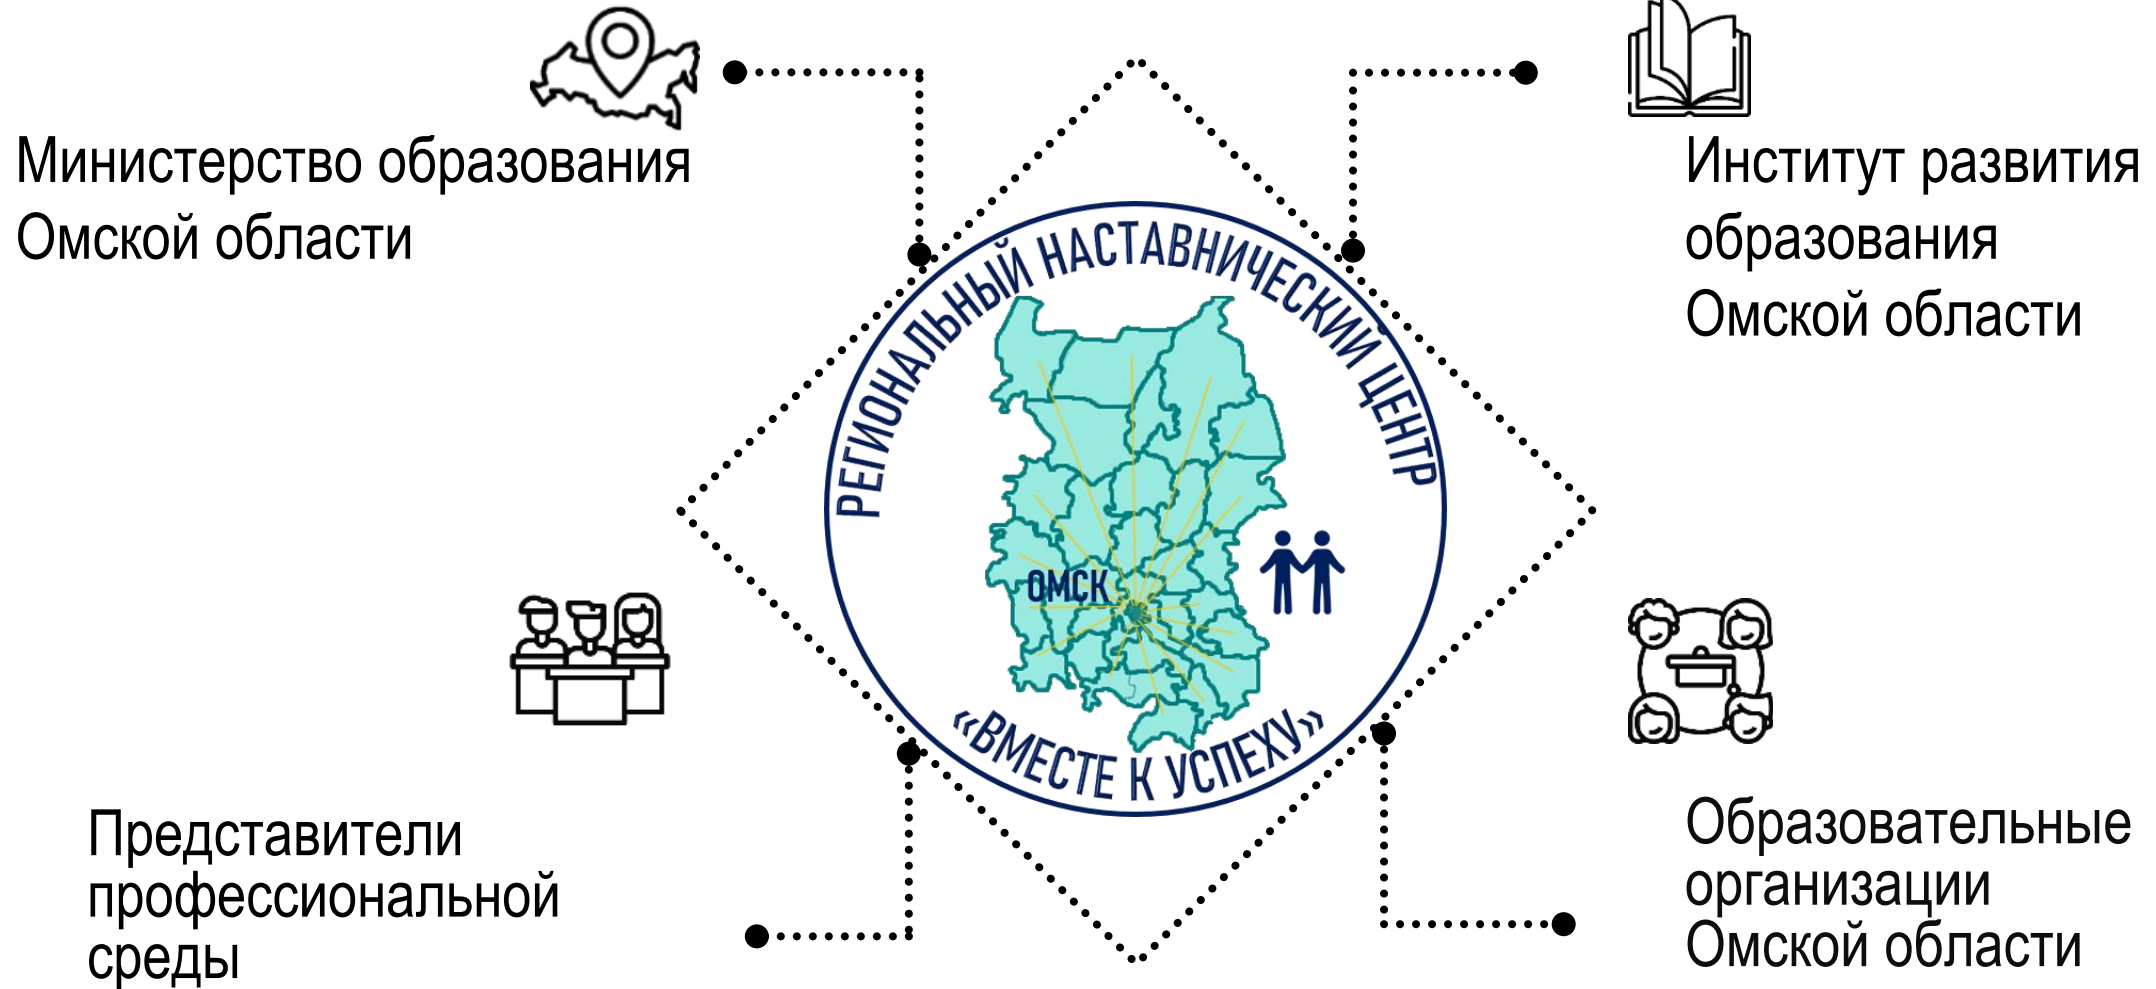 Министерство образования
Омской области
Институт развития
образования
Омской области
РЕГИОНАЛЬНЫЙ НАСТАВНИЧЕСКИЙ ЦЕНТР
ОМСК
«ВМЕСТЕ К УСПЕХУ»
Представители
профессиональной
среды
Образовательные
организации
Омской области